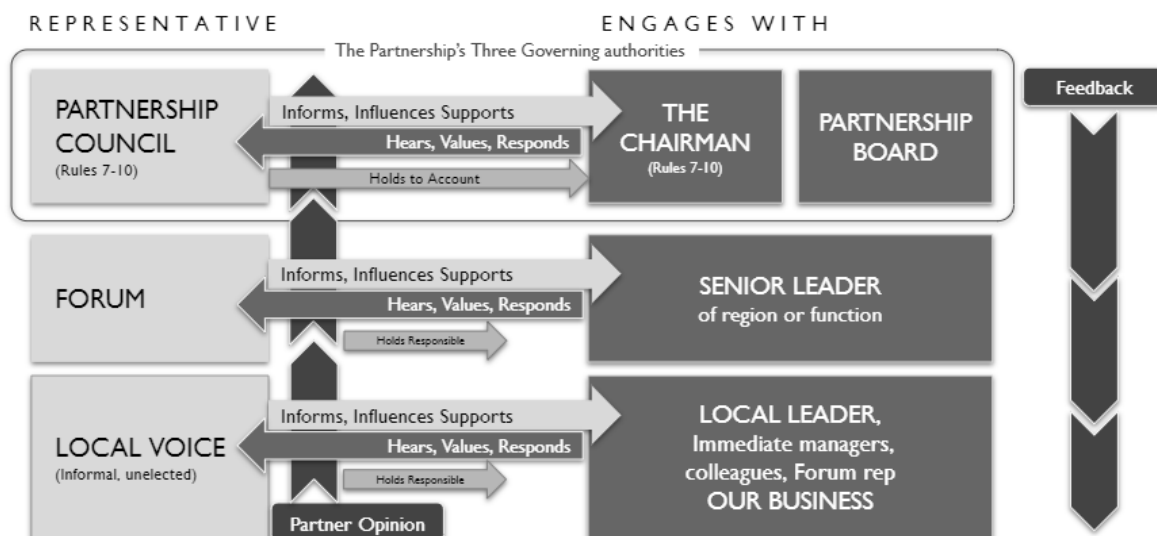 REPRESENTATIVE
ENGAGES WITH
The Partnership's Three Governing authorities
PARTNERSHIP
COUNCIL
(Rules 7-10)
Informs, Influences Supports
Hears, Values, Responds
Holds to Account
THE
CHAIRMAN
(Rules 7-10)
PARTNERSHIP
BOARD
Feedback
FORUM
Informs, Influences Supports
Hears, Values, Responds
Holds Responsible
SENIOR LEADER
of region or function
LOCAL VOICE
(Informal, unelected)
Informs, Influences Supports
Hears, Values, Responds
Holds Responsible
LOCAL LEADER,
Immediate managers,
colleagues, Forum rep
OUR BUSINESS
Partner Opinion